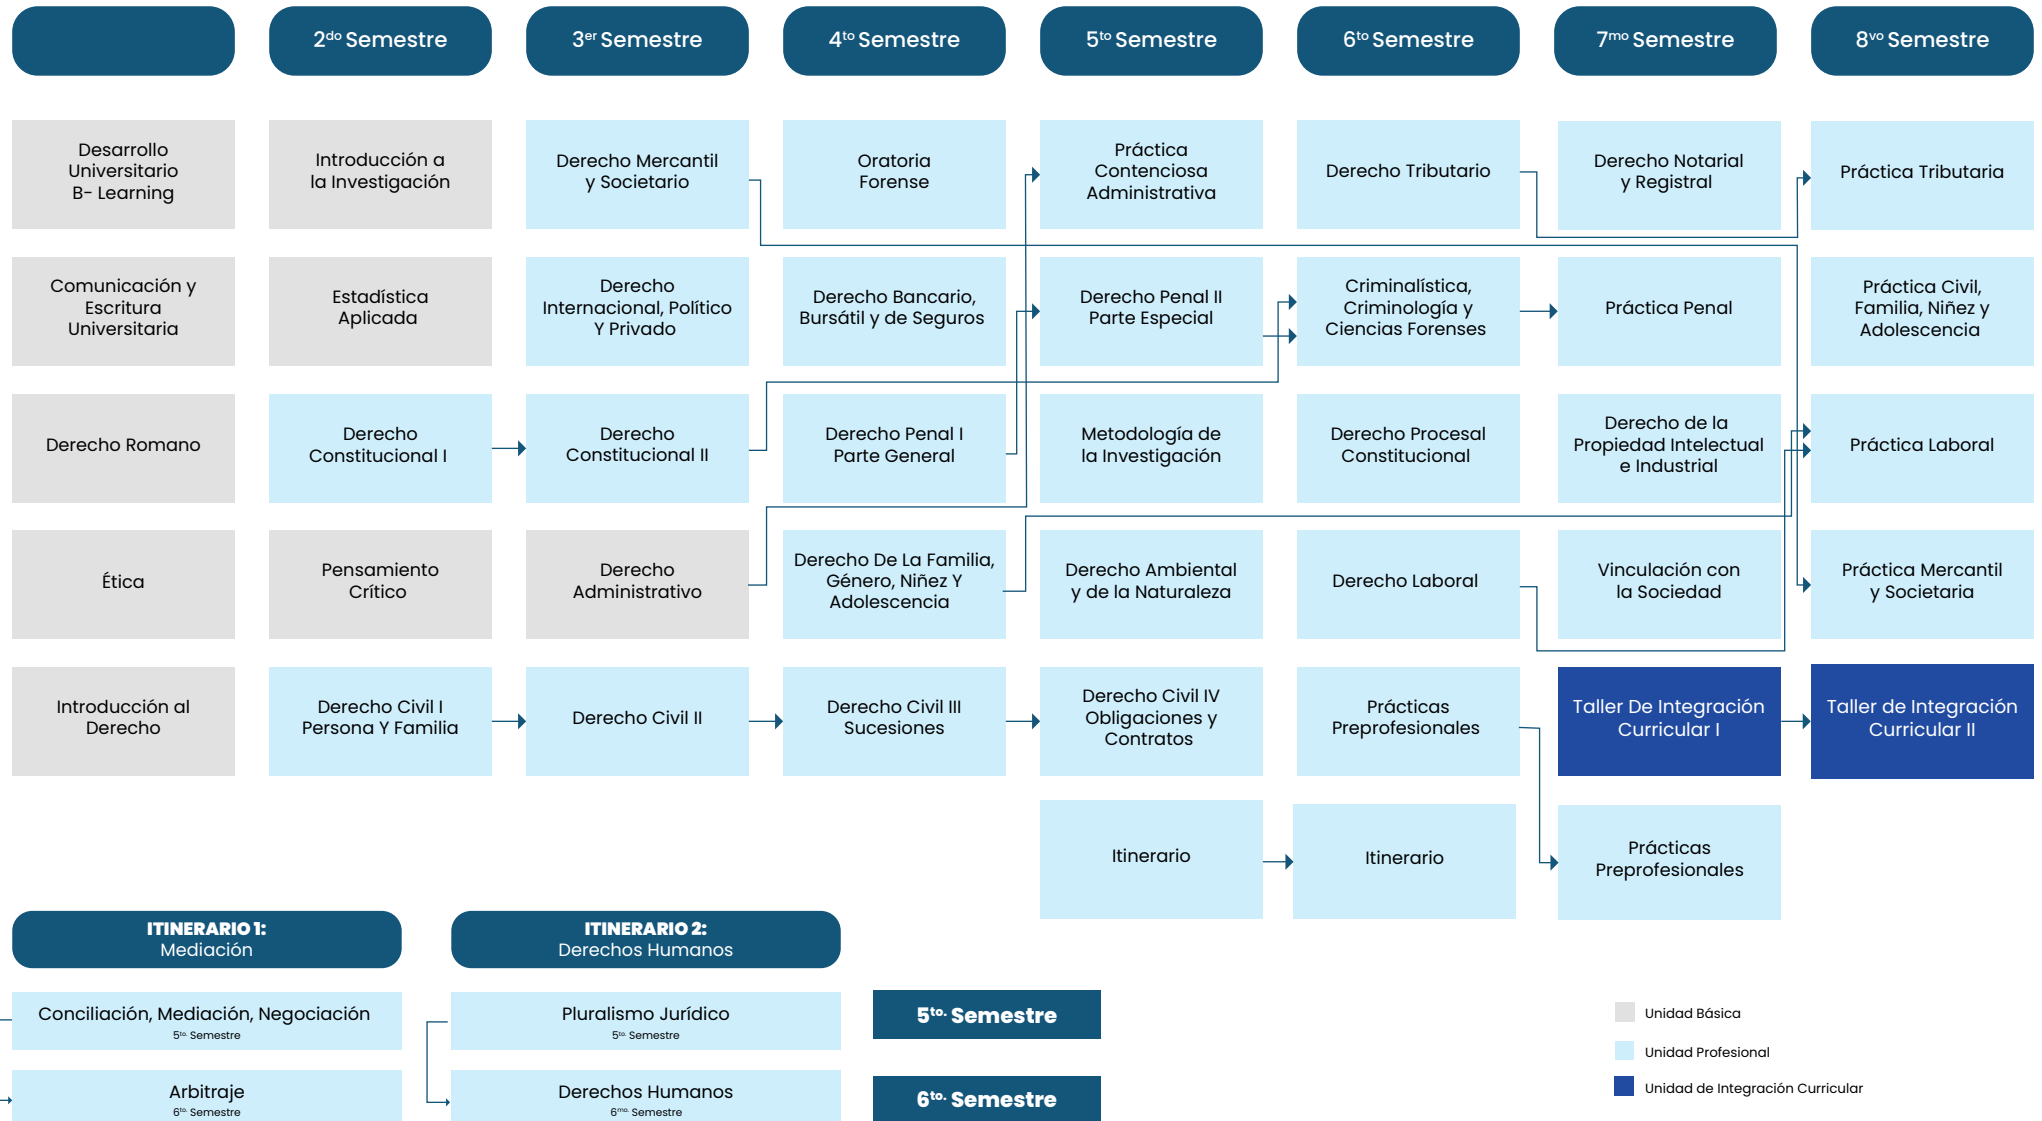 2do Semestre
3er Semestre
4to Semestre
5to Semestre
6to Semestre
7mo Semestre
8vo Semestre
Desarrollo
Universitario
B- Learning
Introducción a
la Investigación
Derecho Mercantil
y Societario
Oratoria
Forense
Práctica
Contenciosa
Administrativa
Derecho Tributario
Derecho Notarial
y Registral
Práctica Tributaria
Comunicación y
Escritura
Universitaria
Estadística
Aplicada
Derecho
Internacional, Político
Y Privado
Derecho Bancario,
Bursátil y de Seguros
Derecho Penal II
Parte Especial
Criminalística,
Criminología y
Ciencias Forenses
Práctica Penal
Práctica Civil,
Familia, Niñez y
Adolescencia
Derecho Romano
Derecho
Constitucional I
Derecho
Constitucional II
Derecho Penal I
Parte General
Metodología de
la Investigación
Derecho Procesal
Constitucional
Derecho de la
Propiedad Intelectual
e Industrial
Práctica Laboral
Ética
Pensamiento
Crítico
Derecho
Administrativo
Derecho De La Familia,
Género, Niñez Y
Adolescencia
Derecho Ambiental
y de la Naturaleza
Derecho Laboral
Vinculación con
la Sociedad
Práctica Mercantil
y Societaria
Introducción al
Derecho
Derecho Civil I
Persona Y Familia
Derecho Civil II
Derecho Civil III
Sucesiones
Derecho Civil IV
Obligaciones y
Contratos
Prácticas
Preprofesionales
Taller De Integración
Curricular I
Taller de Integración
Curricular II
Itinerario
Itinerario
Prácticas
Preprofesionales
ITINERARIO 1:
Mediación
ITINERARIO 2:
Derechos Humanos
Conciliación, Mediación, Negociación
5to. Semestre
Pluralismo Jurídico
5to. Semestre
5to. Semestre
Arbitraje
6to. Semestre
Derechos Humanos
6mo. Semestre
6to. Semestre
Unidad Básica
Unidad Profesional
Unidad de Integración Curricular